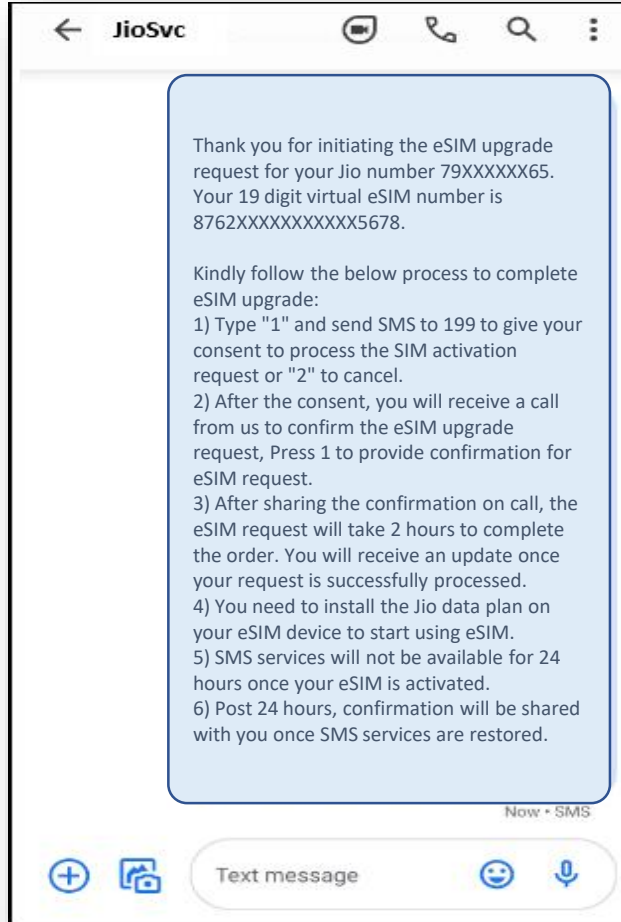 JioSvc
Thank you for initiating the eSIM upgrade
request for your Jio number 79XXXXXX65.
Your 19 digit virtual eSIM number is
8762XXXXXXXXXXX5678.
Kindly follow the below process to complete
eSIM upgrade:
1) Type "1" and send SMS to 199 to give your
consent to process the SIM activation
request or "2" to cancel.
2) After the consent, you will receive a call
from us to confirm the eSIM upgrade
request, Press 1 to provide confirmation for
eSIM request.
3) After sharing the confirmation on call, the
eSIM request will take 2 hours to complete
the order. You will receive an update once
your request is successfully processed.
4) You need to install the Jio data plan on
your eSIM device to start using eSIM.
5) SMS services will not be available for 24
hours once your eSIM is activated.
6) Post 24 hours, confirmation will be shared
with you once SMS services are restored.
Now • SMS
Text message